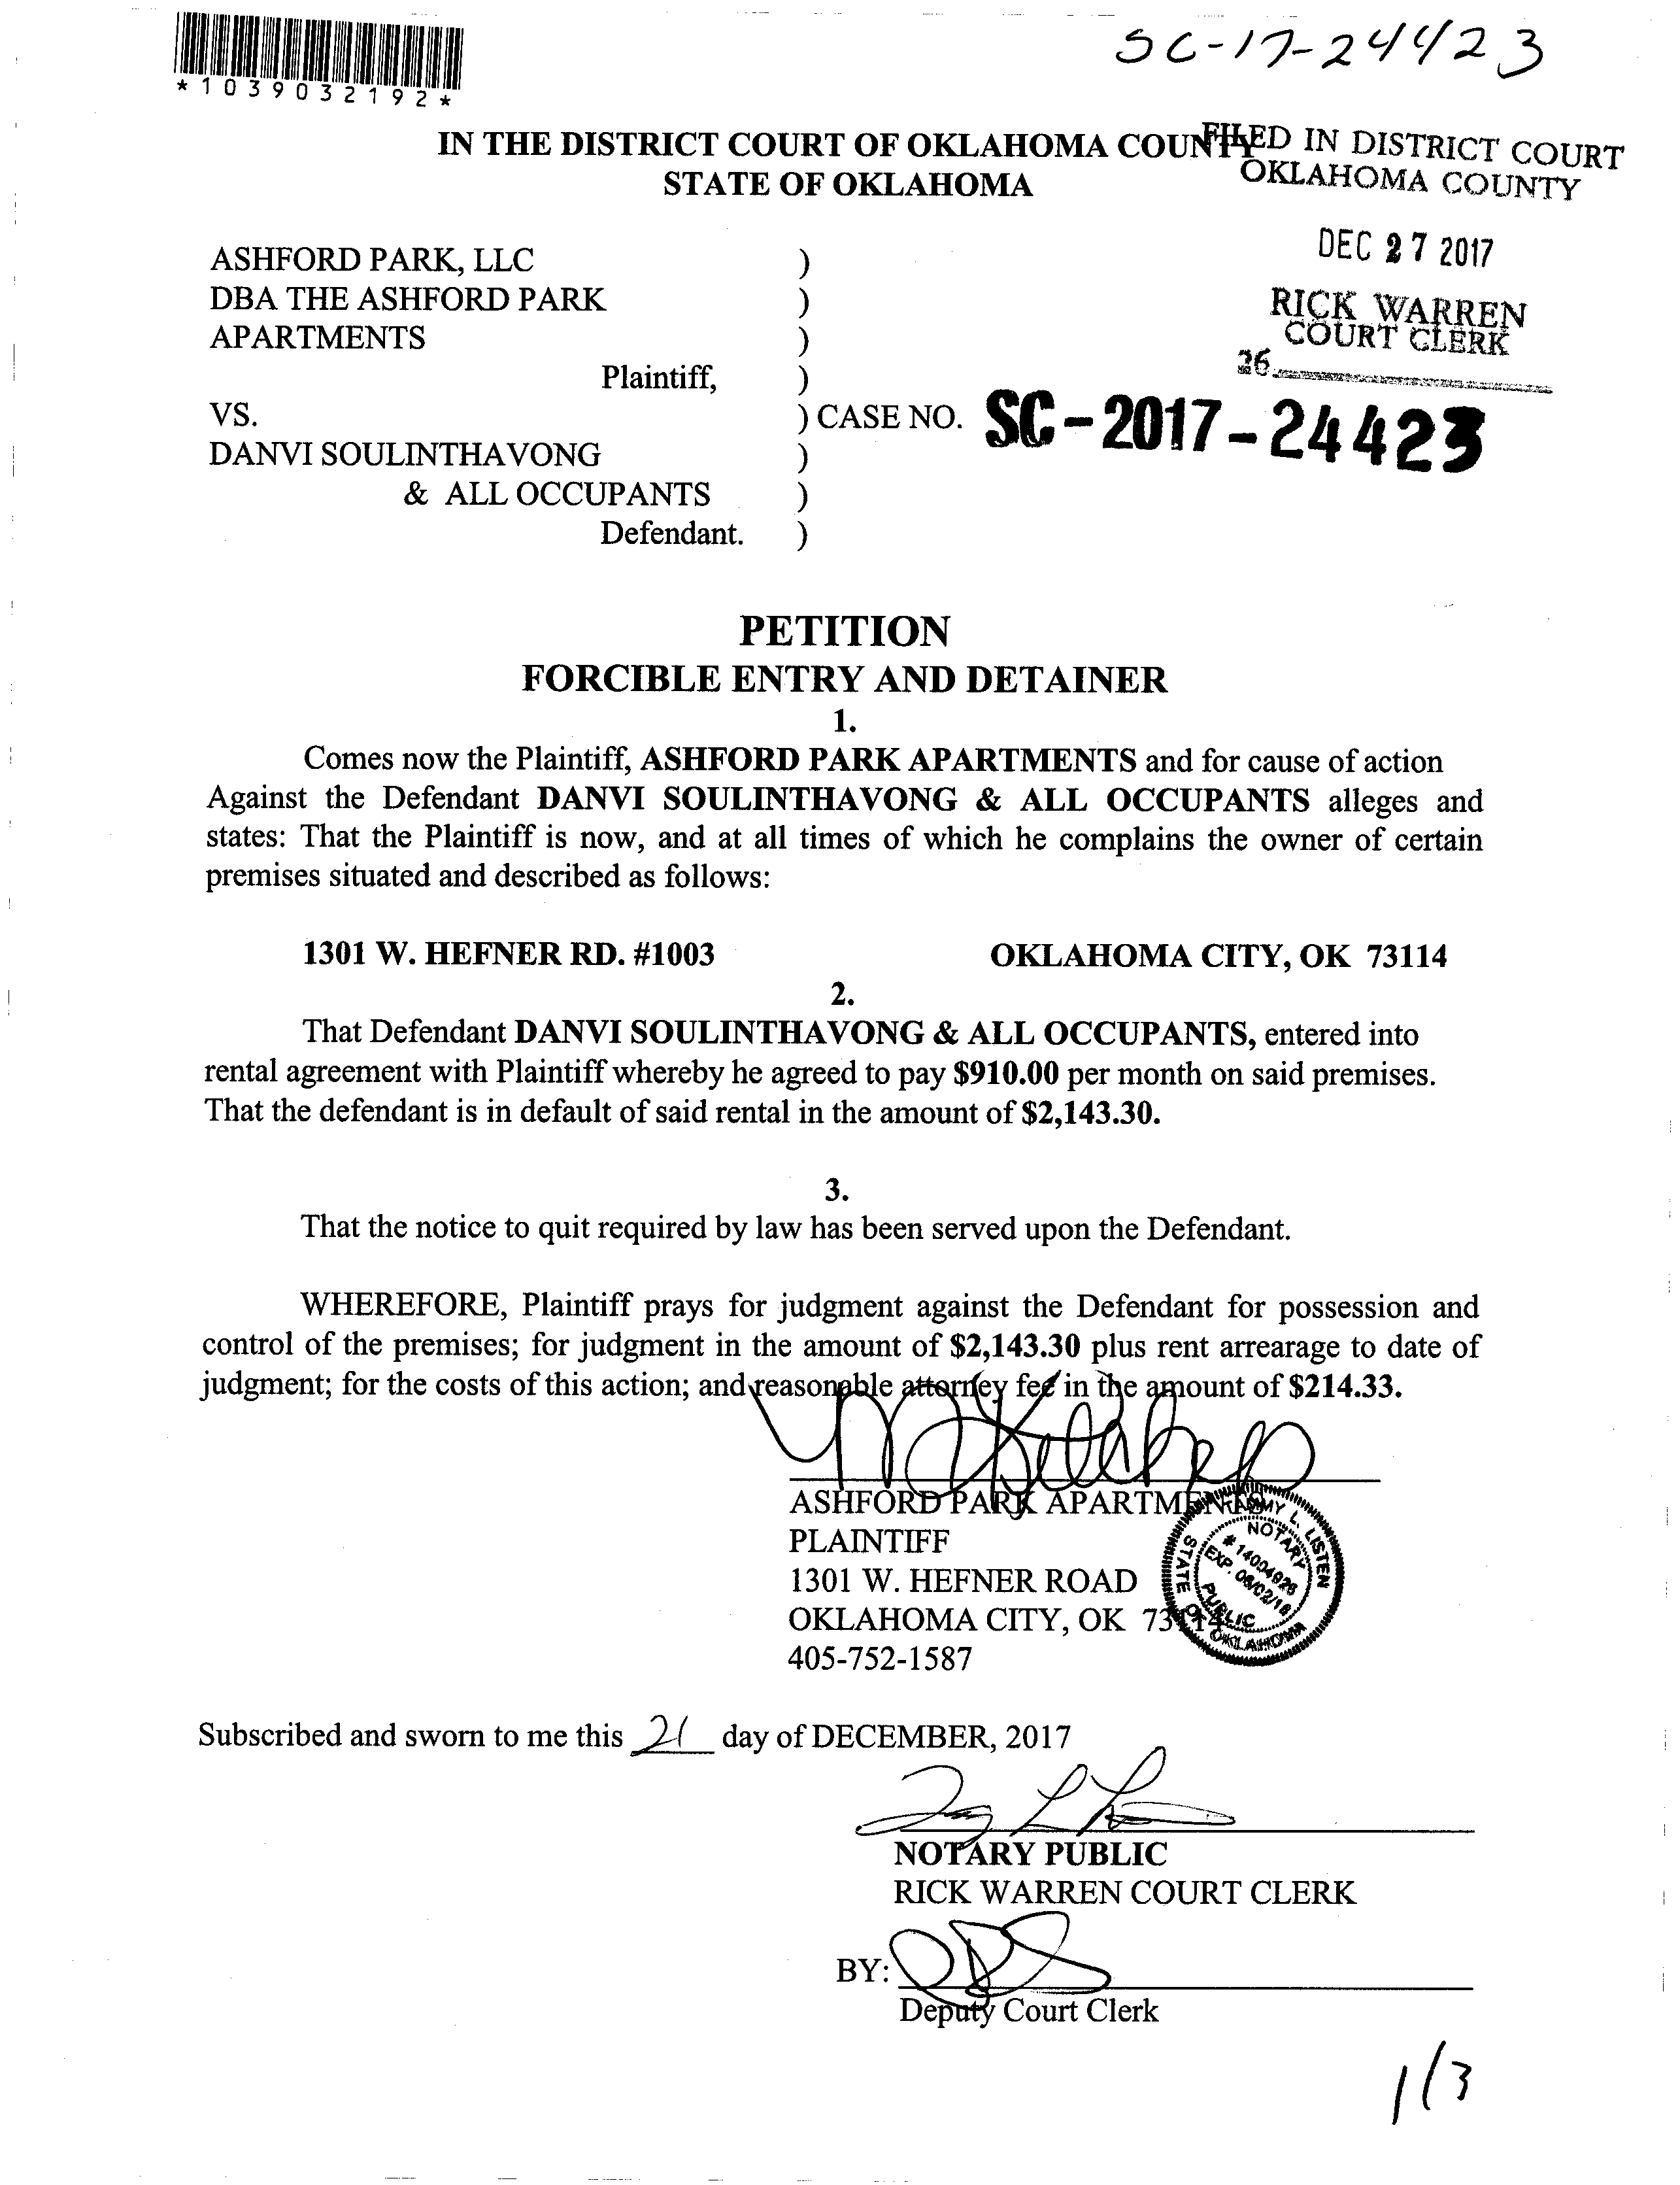 SC-17-24423
*1039032192*
IN THE DISTRICT COURT OF OKLAHOMA COUNTY
STATE OF OKLAHOMA
FILED IN DISTRICT COURT
OKLAHOMA COUNTY
DEC 27 2017
RICK WARREN
COURT CLERK
26
ASHFORD PARK, LLC )
DBA THE ASHFORD PARK )
APARTMENTS )
Plaintiff, )
VS. ) CASE NO. SC-2017-24423
DANVI SOULINTHAVONG )
& ALL OCCUPANTS )
Defendant. )
PETITION
FORCIBLE ENTRY AND DETAINER
1.
Comes now the Plaintiff, ASHFORD PARK APARTMENTS and for cause of action
Against the Defendant DANVI SOULINTHAVONG & ALL OCCUPANTS alleges and
states: That the Plaintiff is now, and at all times of which he complains the owner of certain
premises situated and described as follows:
1301 W. HEFNER RD. #1003 OKLAHOMA CITY, OK 73114
2.
That Defendant DANVI SOULINTHAVONG & ALL OCCUPANTS, entered into
rental agreement with Plaintiff whereby he agreed to pay $910.00 per month on said premises.
That the defendant is in default of said rental in the amount of $2,143.30.
3.
That the notice to quit required by law has been served upon the Defendant.
WHEREFORE, Plaintiff prays for judgment against the Defendant for possession and
control of the premises; for judgment in the amount of $2,143.30 plus rent arrearage to date of
judgment; for the costs of this action; and reasonable attorney fee in the amount of $214.33.
ASHFORD PARK APARTMENTS
PLAINTIFF
1301 W. HEFNER ROAD
OKLAHOMA CITY, OK 73114
405-752-1587
L. LISTEN
NOTARY
# 14004926
PUBLIC
STATE OF OKLAHOMA
Subscribed and sworn to me this 21 day of DECEMBER, 2017
NOTARY PUBLIC
RICK WARREN COURT CLERK
BY:
Deputy Court Clerk
1/3